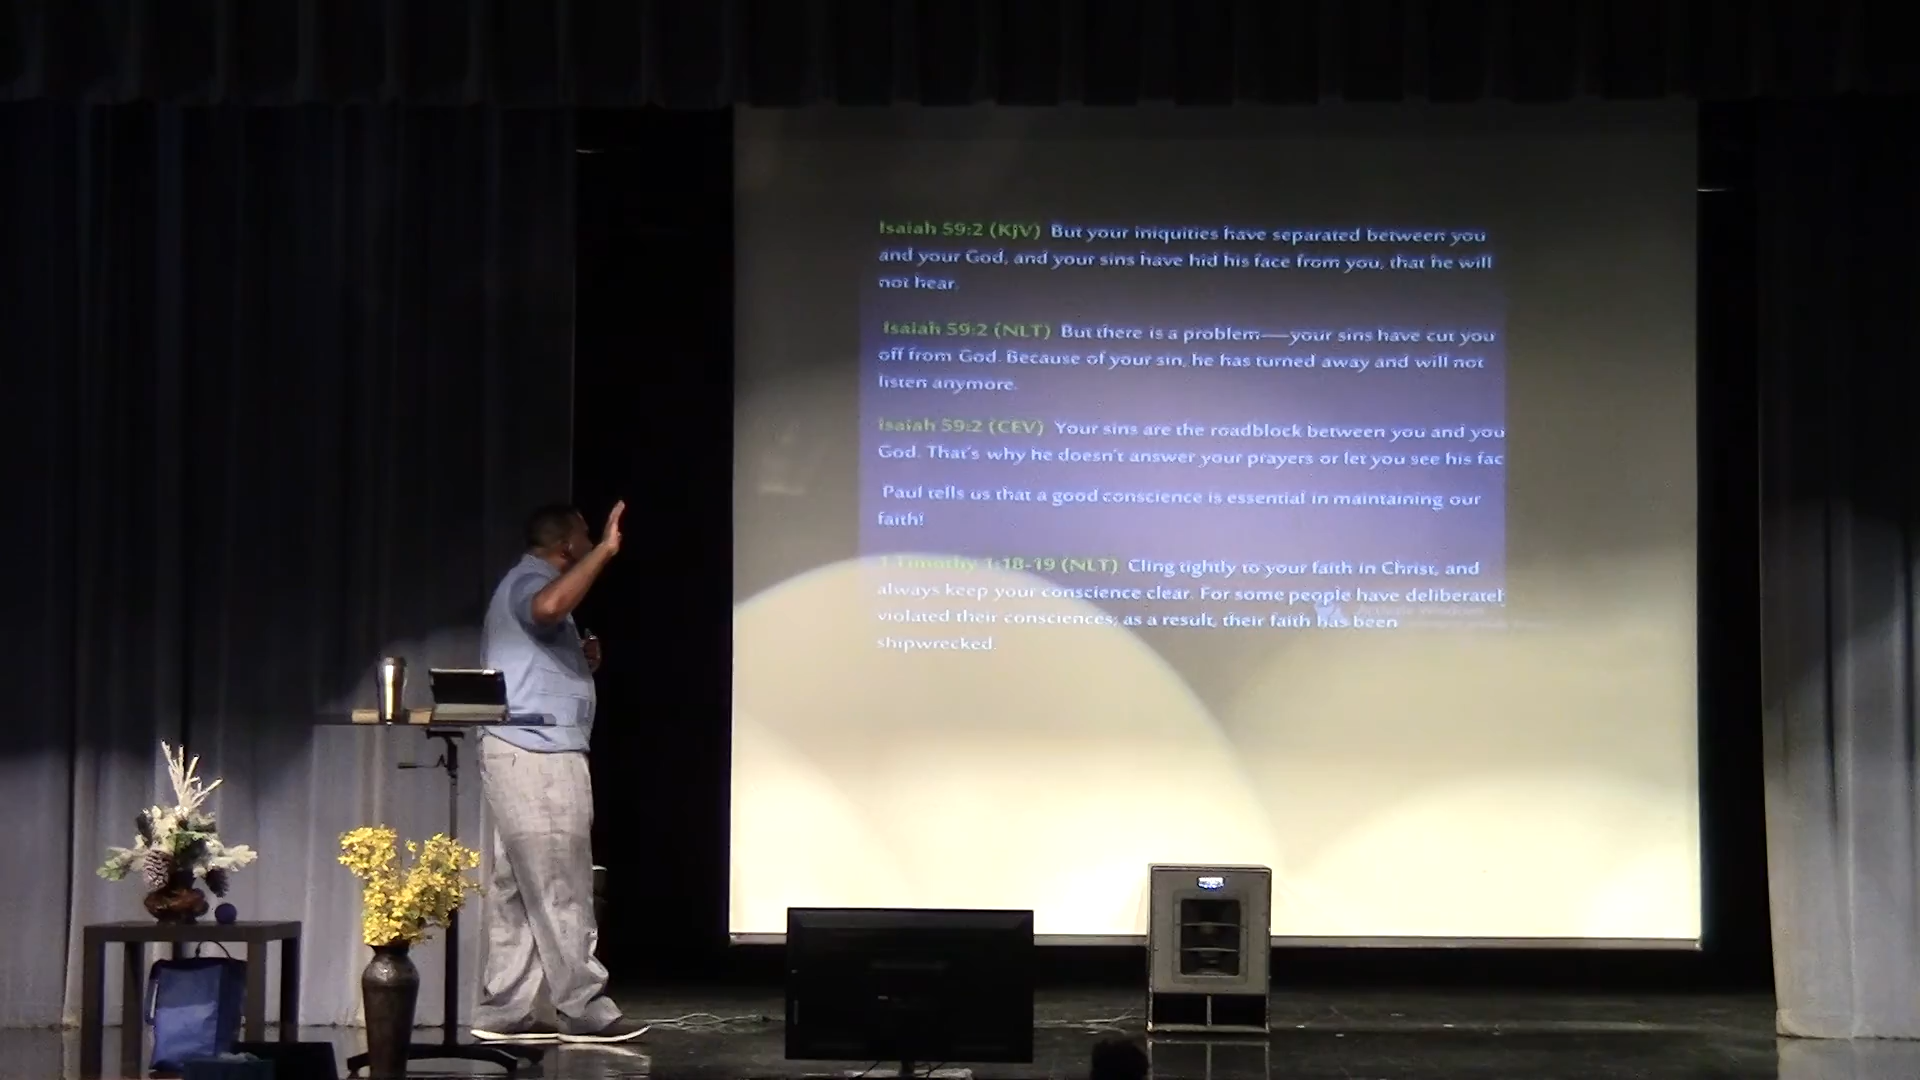 Isaiah 59:2 (KJV) But your iniquities have separated between you
and your God, and your sins have hid his face from you, that he will
not hear.
Isaiah 59:2 (NLT) But there is a problem—your sins have cut you
off from God. Because of your sin, he has turned away and will not
listen anymore.
Isaiah 59:2 (CEV) Your sins are the roadblock between you and you
God. That's why he doesn't answer your prayers or let you see his fac
Paul tells us that a good conscience is essential in maintaining our
faith!
1 Timothy 1:18-19 (NLT) Cling tightly to your faith in Christ, and
always keep your conscience clear. For some people have deliberatel
violated their consciences; as a result, their faith has been
shipwrecked.
Activate Windows